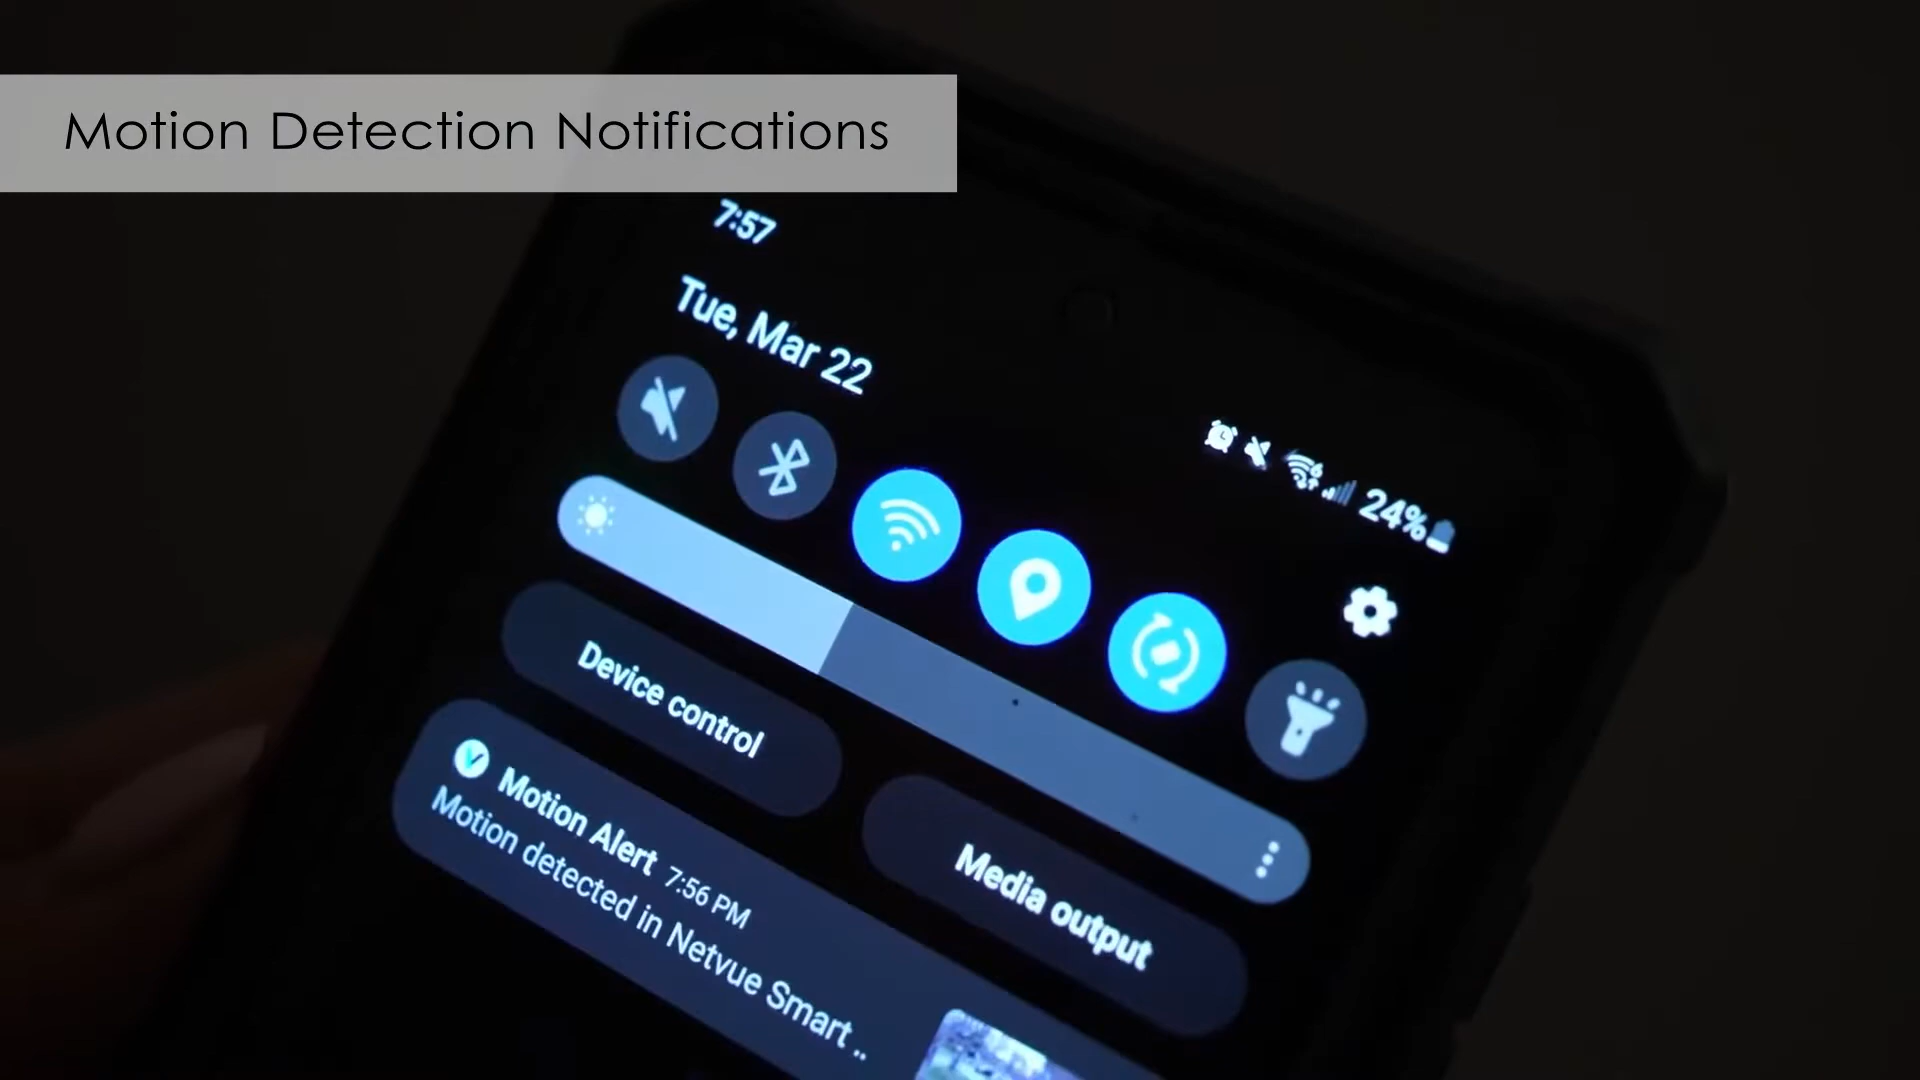 Motion Detection Notifications
7:57
Tue, Mar 22
24%
Device control
Media output
Motion Alert 7:56 PM
Motion detected in Netvue Smart ..